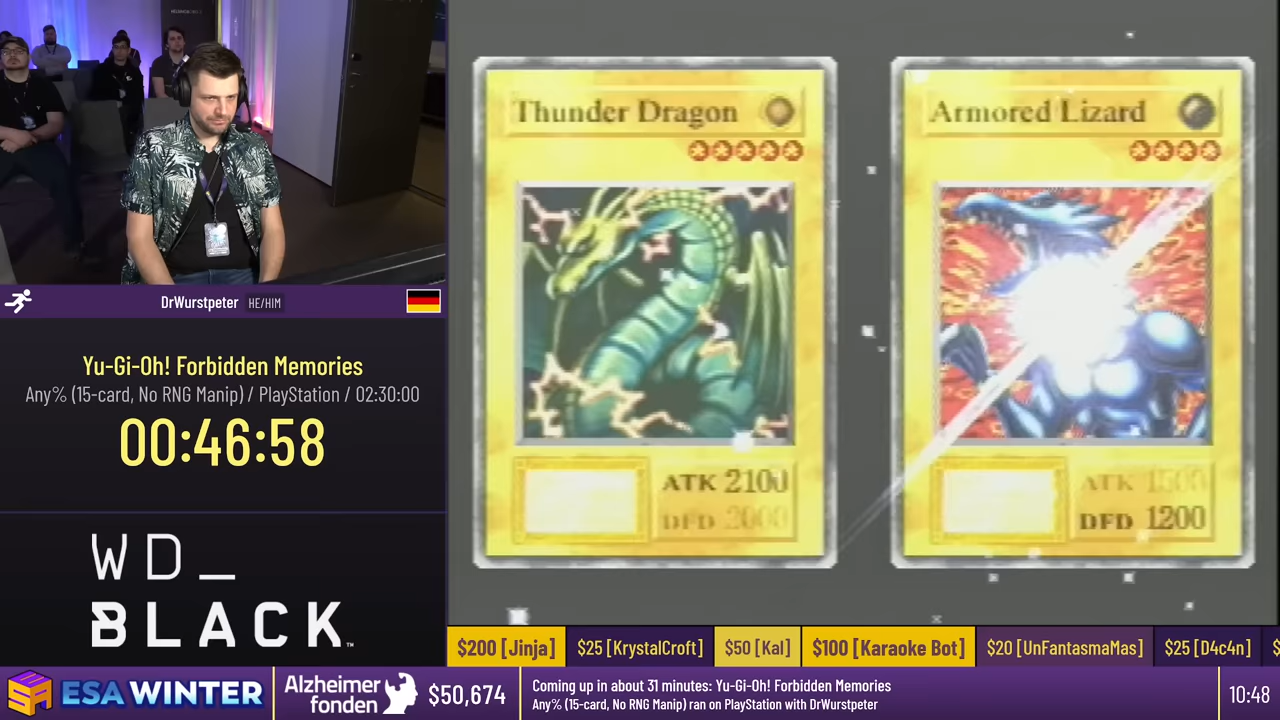 Thunder Dragon
ATK 2100
DFD 2000
Armored Lizard
ATK 1500
DFD 1200
DrWurstpeter HE/HIM
Yu-Gi-Oh! Forbidden Memories
Any% (15-card, No RNG Manip) / PlayStation / 02:30:00
00:46:58
WD_
BLACK™
$200 [Jinja] $25 [KrystalCroft] $50 [Kal] $100 [Karaoke Bot] $20 [UnFantasmaMas] $25 [D4c4n] $
ESA WINTER
Alzheimer
fonden
$50,674
Coming up in about 31 minutes: Yu-Gi-Oh! Forbidden Memories
Any% (15-card, No RNG Manip) ran on PlayStation with DrWurstpeter
10:48